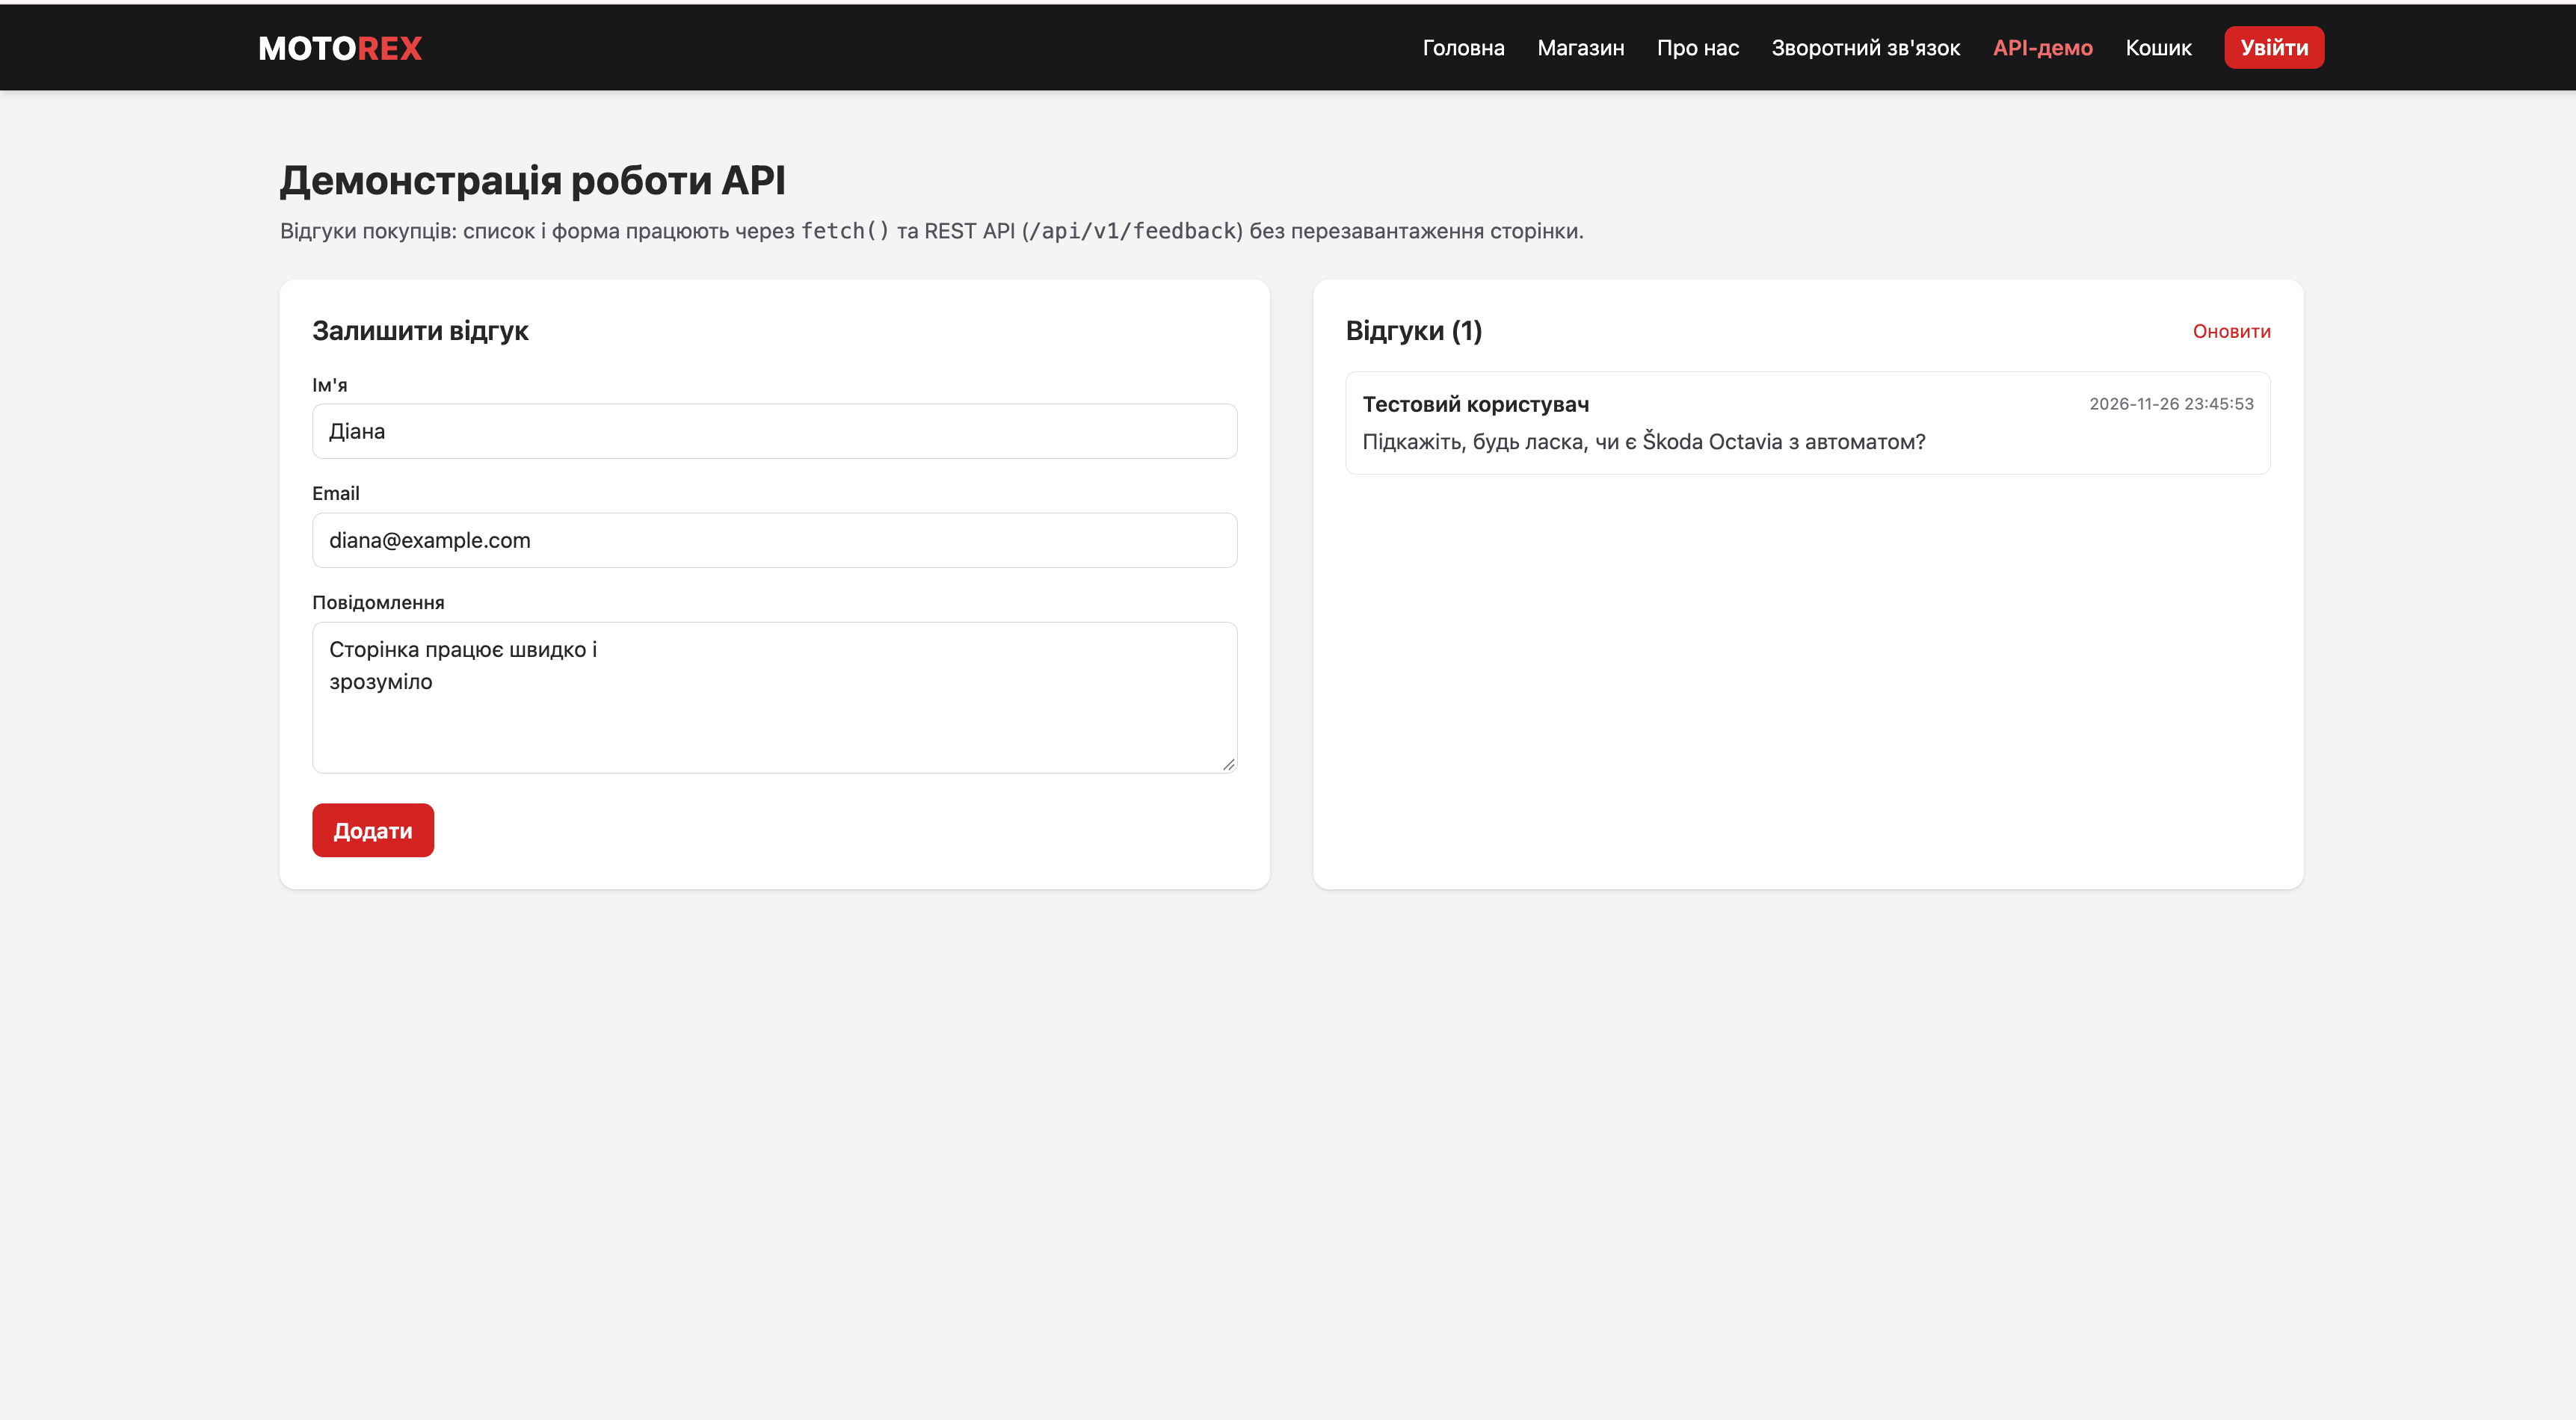 MOTOREX
Головна Магазин Про нас Зворотний зв'язок API-демо Кошик Увійти
Демонстрація роботи API
Відгуки покупців: список і форма працюють через fetch() та REST API (/api/v1/feedback) без перезавантаження сторінки.
Залишити відгук
Ім'я
Діана
Email
diana@example.com
Повідомлення
Сторінка працює швидко і
зрозуміло
Додати
Відгуки (1)
Оновити
Тестовий користувач
2026-11-26 23:45:53
Підкажіть, будь ласка, чи є Škoda Octavia з автоматом?